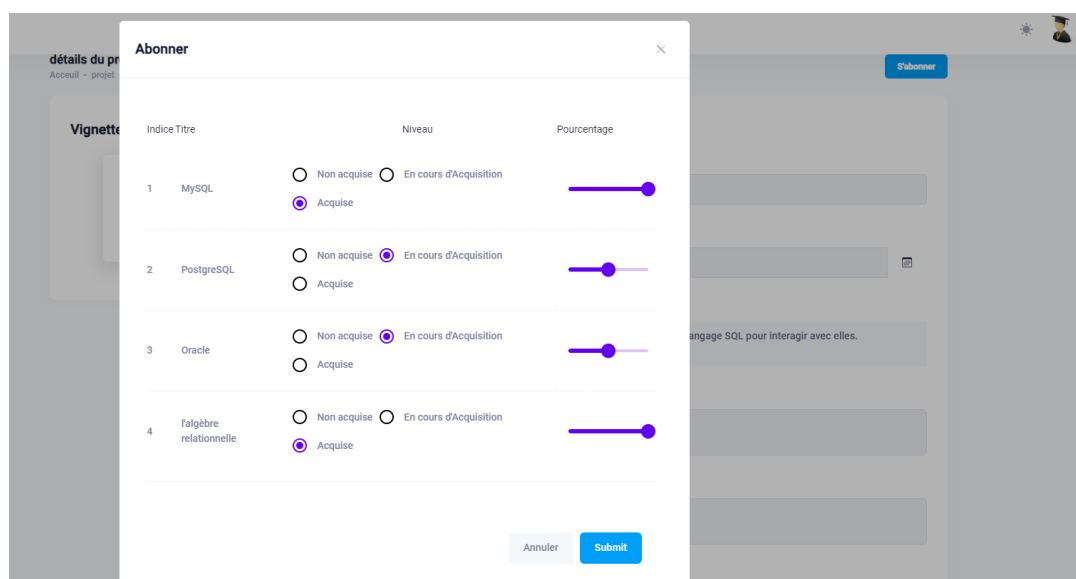 Abonner
détails du pr
Acceuil - projet
S'abonner
Vignette
Indice Titre Niveau Pourcentage
Non acquise En cours d'Acquisition
1 MySQL
Acquise
Non acquise En cours d'Acquisition
2 PostgreSQL
Acquise
Non acquise En cours d'Acquisition
3 Oracle
Acquise
angage SQL pour interagir avec elles.
Non acquise En cours d'Acquisition
4 l'algèbre
relationnelle
Acquise
Annuler Submit